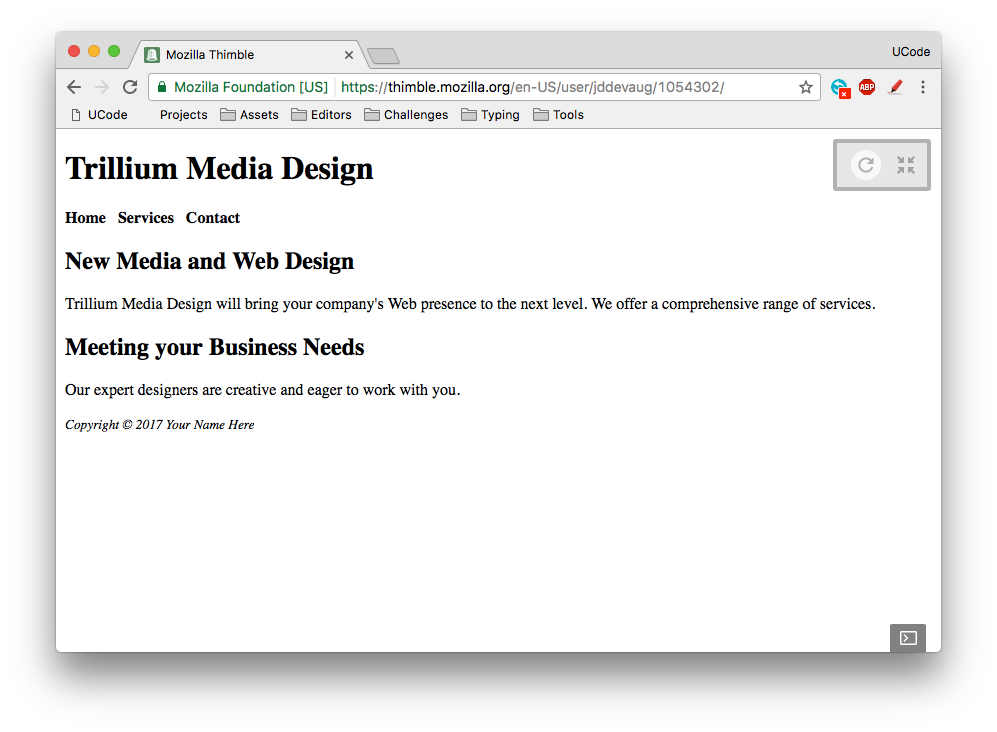 Mozilla Thimble
UCode
Mozilla Foundation [US] https://thimble.mozilla.org/en-US/user/jddevaug/1054302/
ABP
UCode Projects Assets Editors Challenges Typing Tools
Trillium Media Design
Home Services Contact
New Media and Web Design
Trillium Media Design will bring your company's Web presence to the next level. We offer a comprehensive range of services.
Meeting your Business Needs
Our expert designers are creative and eager to work with you.
Copyright © 2017 Your Name Here